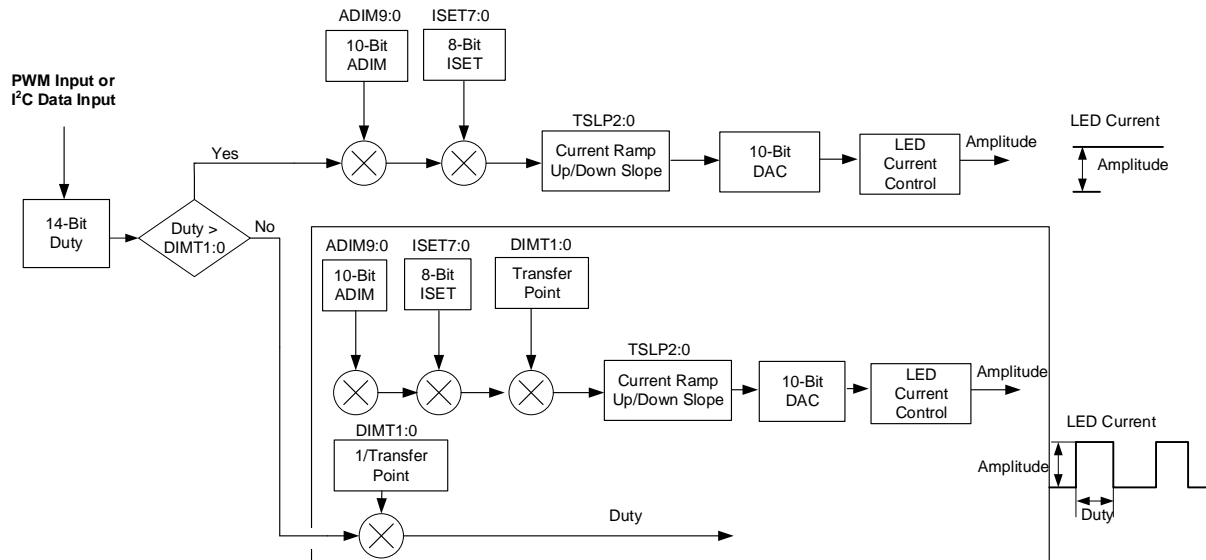 ADIM9:0
ISET7:0
10-Bit
ADIM
8-Bit
ISET
PWM Input or
I²C Data Input
Yes
TSLP2:0
Current Ramp
Up/Down Slope
10-Bit
DAC
LED
Current
Control
Amplitude
LED Current
Amplitude
14-Bit
Duty
Duty >
DIMT1:0
No
ADIM9:0
ISET7:0
DIMT1:0
10-Bit
ADIM
8-Bit
ISET
Transfer
Point
TSLP2:0
Current Ramp
Up/Down Slope
10-Bit
DAC
LED
Current
Control
Amplitude
DIMT1:0
1/Transfer
Point
Duty
LED Current
Amplitude
Duty